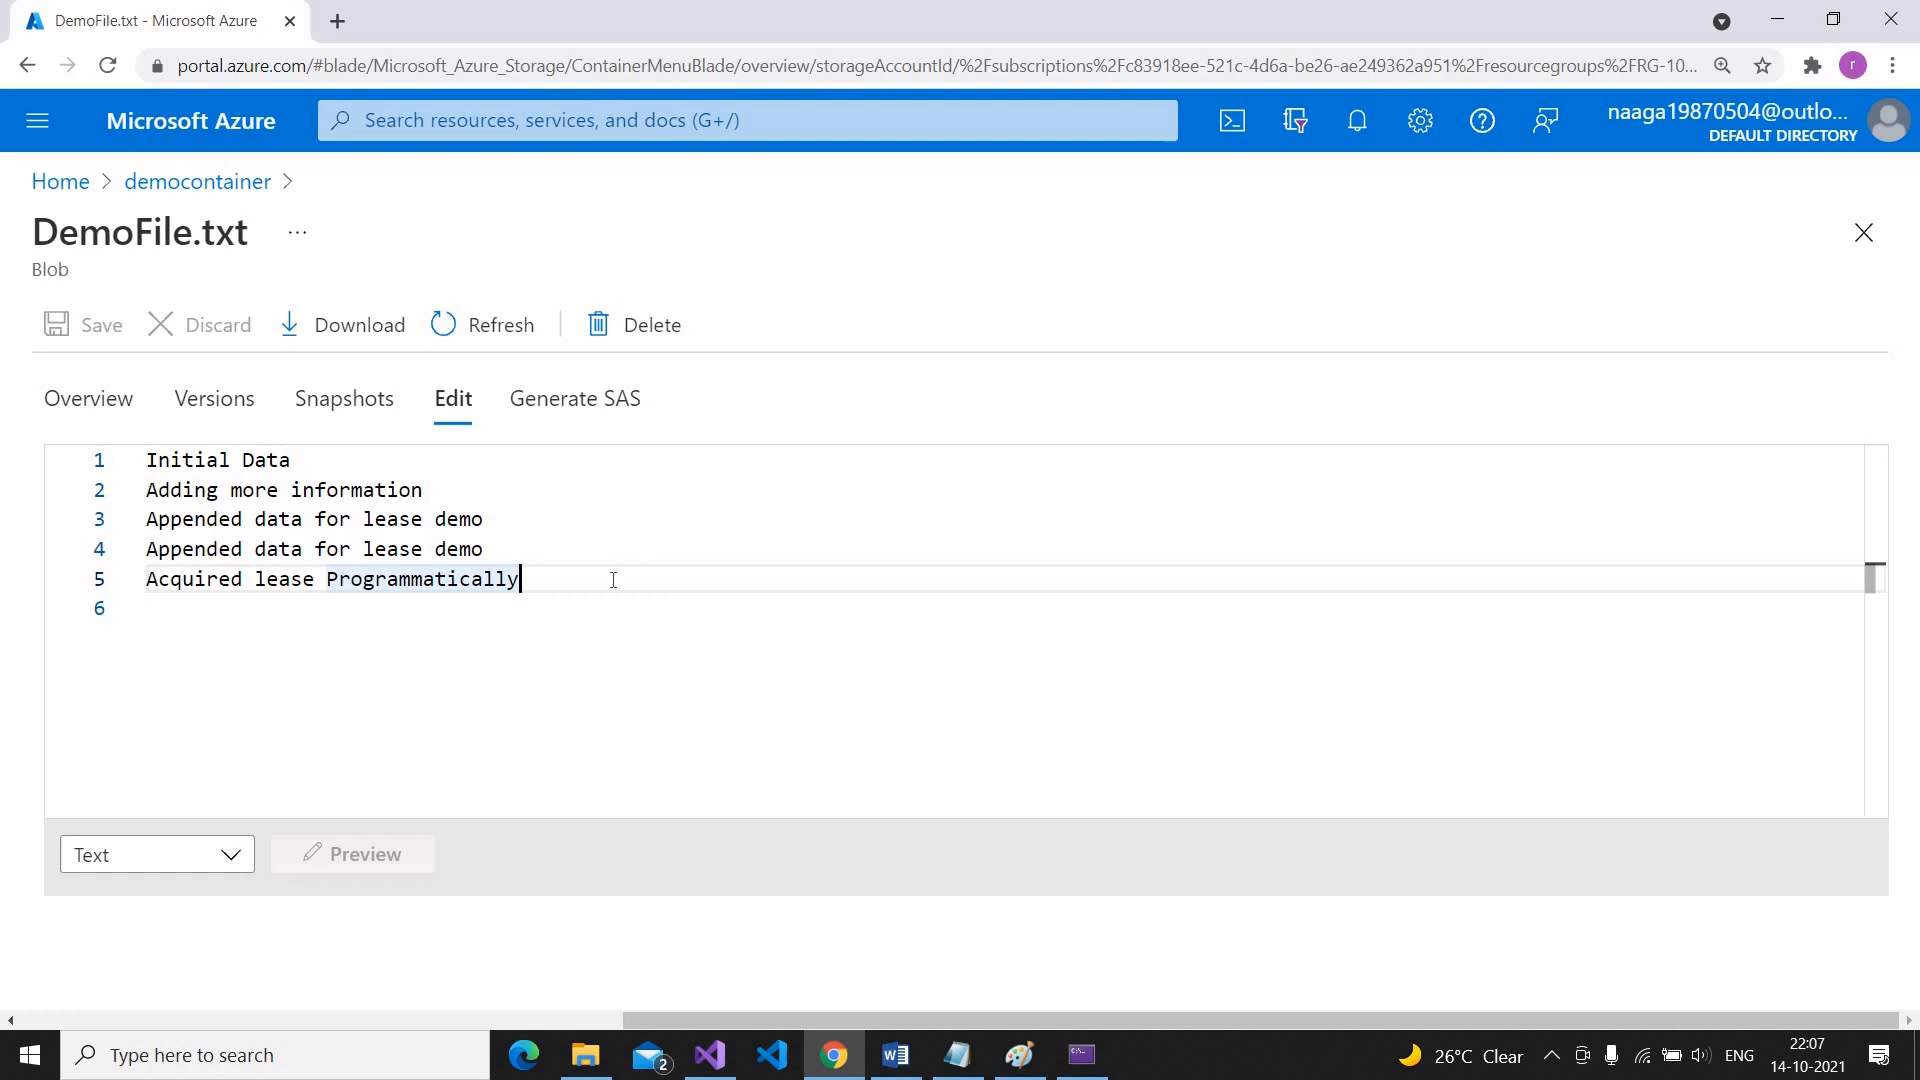 DemoFile.txt - Microsoft Azure
portal.azure.com/#blade/Microsoft_Azure_Storage/ContainerMenuBlade/overview/storageAccountId/%2Fsubscriptions%2Fc83918ee-521c-4d6a-be26-ae249362a951%2Fresourcegroups%2FRG-10...
r
Microsoft Azure
Search resources, services, and docs (G+/)
naaga19870504@outlo...
DEFAULT DIRECTORY
Home > democontainer >
DemoFile.txt ...
Blob
Save Discard Download Refresh Delete
Overview Versions Snapshots Edit Generate SAS
1 Initial Data
2 Adding more information
3 Appended data for lease demo
4 Appended data for lease demo
5 Acquired lease Programmatically
6
Text Preview
Type here to search
2
26°C Clear
ENG
22:07
14-10-2021